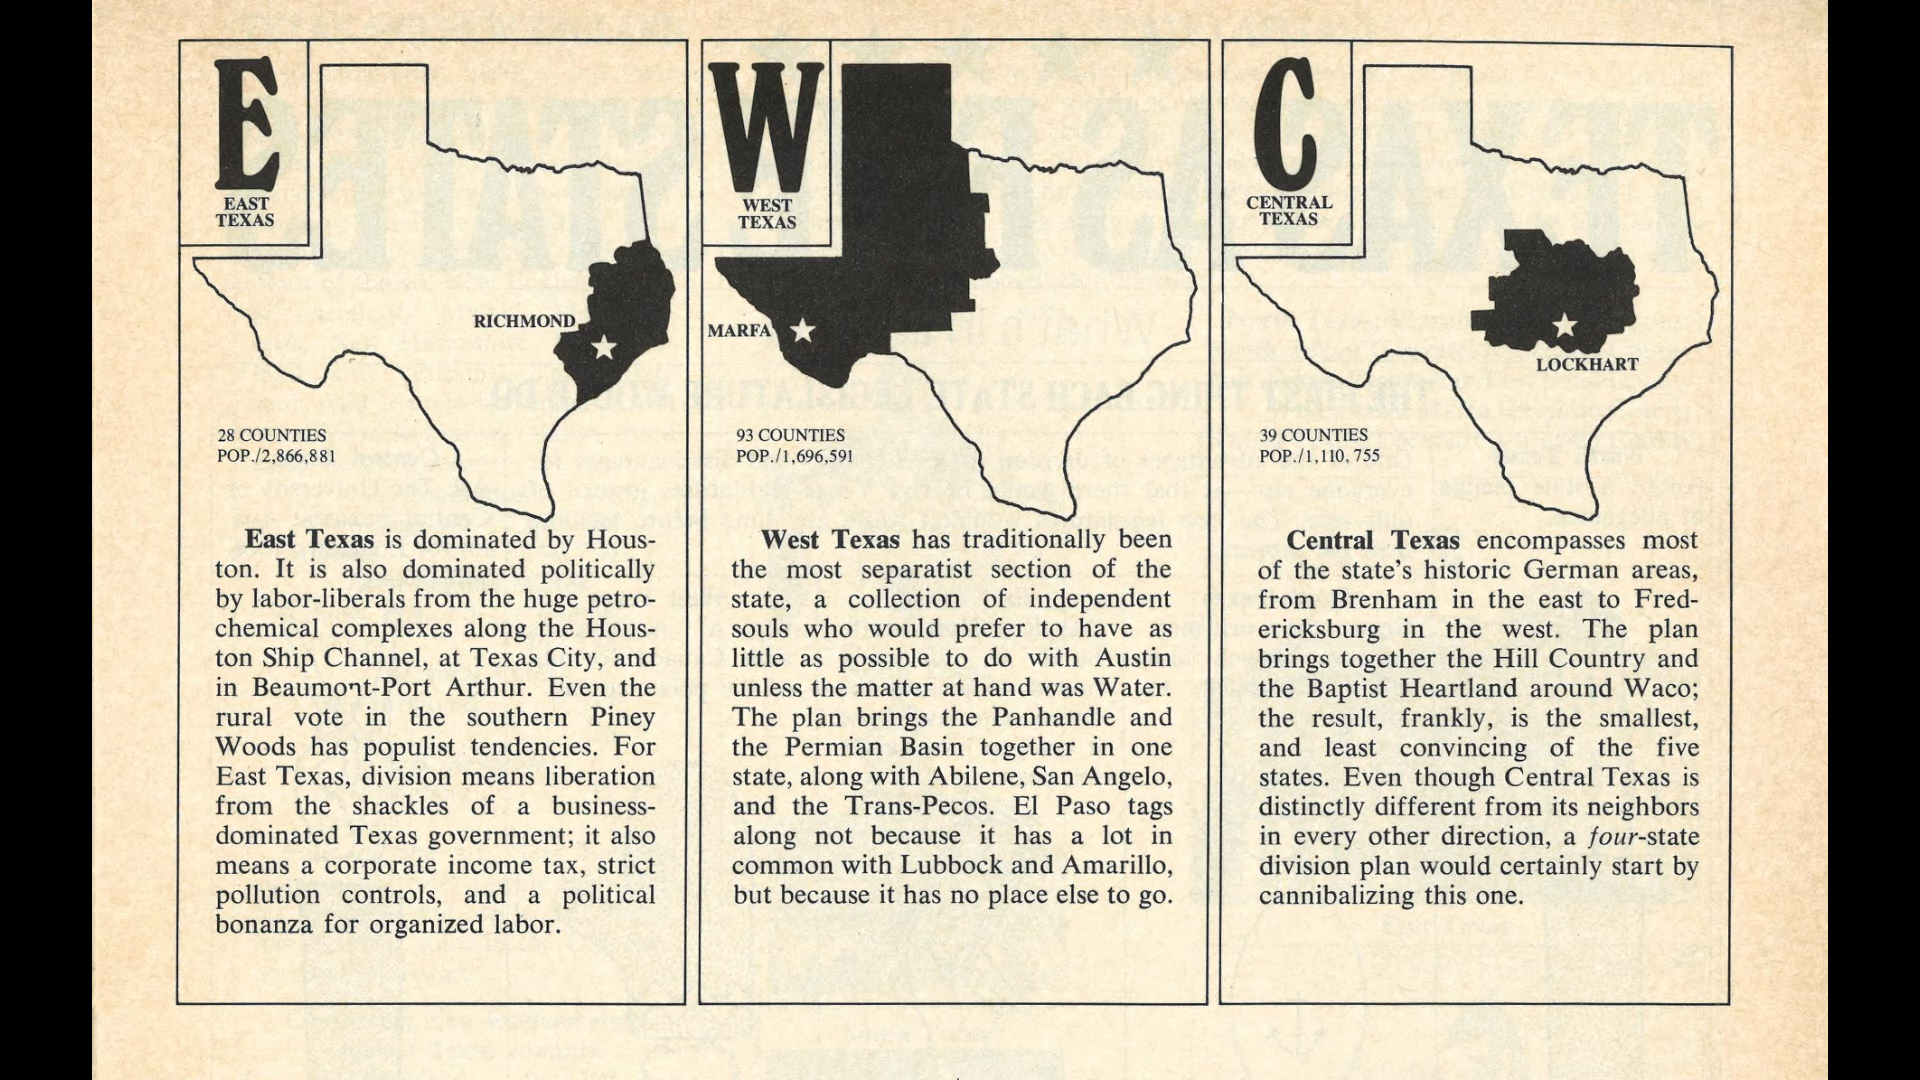 E
EAST
TEXAS
RICHMOND
28 COUNTIES
POP./2,866,881
East Texas is dominated by Hous-
ton. It is also dominated politically
by labor-liberals from the huge petro-
chemical complexes along the Hous-
ton Ship Channel, at Texas City, and
in Beaumont-Port Arthur. Even the
rural vote in the southern Piney
Woods has populist tendencies. For
East Texas, division means liberation
from the shackles of a business-
dominated Texas government; it also
means a corporate income tax, strict
pollution controls, and a political
bonanza for organized labor.
W
WEST
TEXAS
MARFA
93 COUNTIES
POP./1,696,591
West Texas has traditionally been
the most separatist section of the
state, a collection of independent
souls who would prefer to have as
little as possible to do with Austin
unless the matter at hand was Water.
The plan brings the Panhandle and
the Permian Basin together in one
state, along with Abilene, San Angelo,
and the Trans-Pecos. El Paso tags
along not because it has a lot in
common with Lubbock and Amarillo,
but because it has no place else to go.
C
CENTRAL
TEXAS
LOCKHART
39 COUNTIES
POP./1,110,755
Central Texas encompasses most
of the state's historic German areas,
from Brenham in the east to Fred-
ericksburg in the west. The plan
brings together the Hill Country and
the Baptist Heartland around Waco;
the result, frankly, is the smallest,
and least convincing of the five
states. Even though Central Texas is
distinctly different from its neighbors
in every other direction, a four-state
division plan would certainly start by
cannibalizing this one.